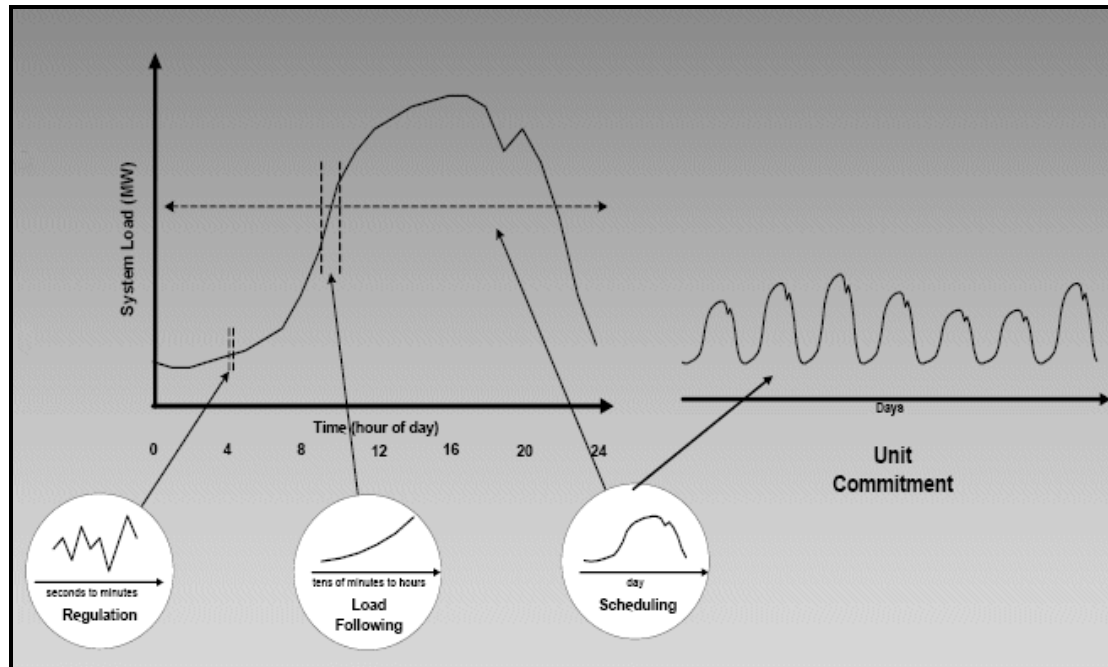 System Load (MW)
Time (hour of day)
0 4 8 12 16 20 24
Days
Unit
Commitment
seconds to minutes
Regulation
tens of minutes to hours
Load
Following
day
Scheduling